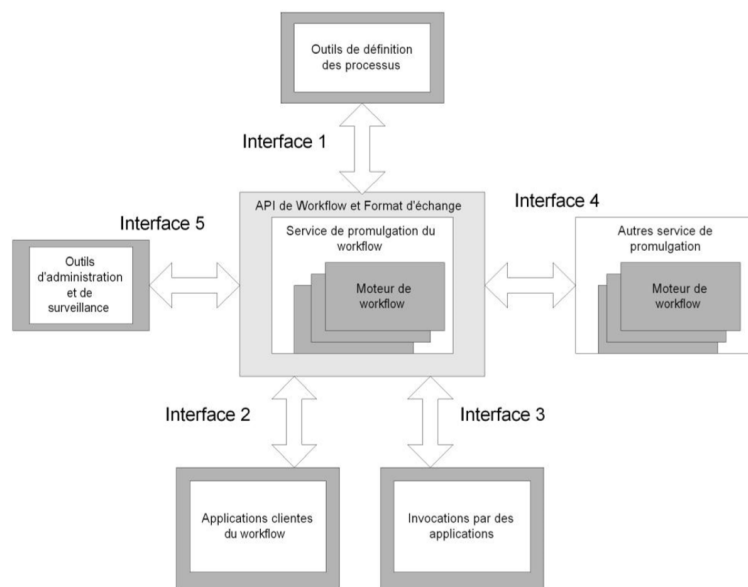 Outils de définition
des processus
Interface 1
API de Workflow et Format d'échange
Interface 5
Interface 4
Outils
d'administration
et de
surveillance
Service de promulgation du
workflow
Moteur de
workflow
Autres service de
promulgation
Moteur de
workflow
Interface 2
Interface 3
Applications clientes
du workflow
Invocations par des
applications